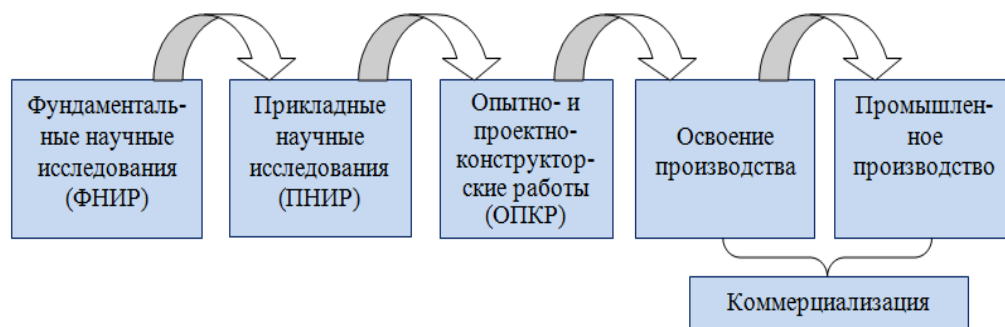 Фундаменталь-
ные научные
исследования
(ФНИР)
Прикладные
научные
исследования
(ПНИР)
Опытно- и
проектно-
конструктор-
ские работы
(ОПКР)
Освоение
производства
Промышлен-
ное
производство
Коммерциализация